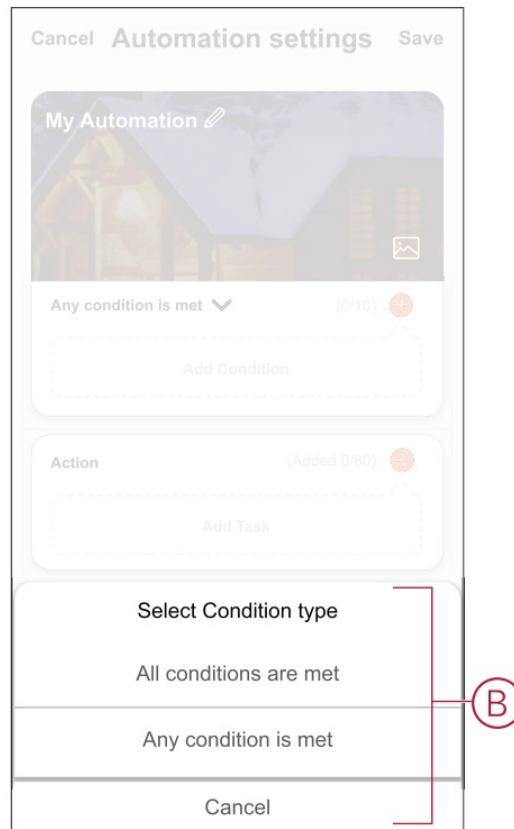 Cancel Automation settings Save
My Automation
Any condition is met (0/10)
Add Condition
Action (Added 0/60)
Add Task
Select Condition type
All conditions are met
Any condition is met
Cancel
B